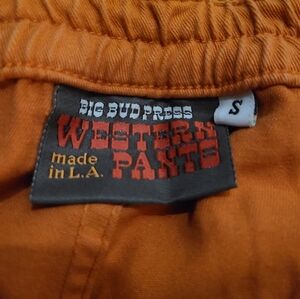 BIG BUD PRESS
WESTERN
PANTS
made
in L.A.
S